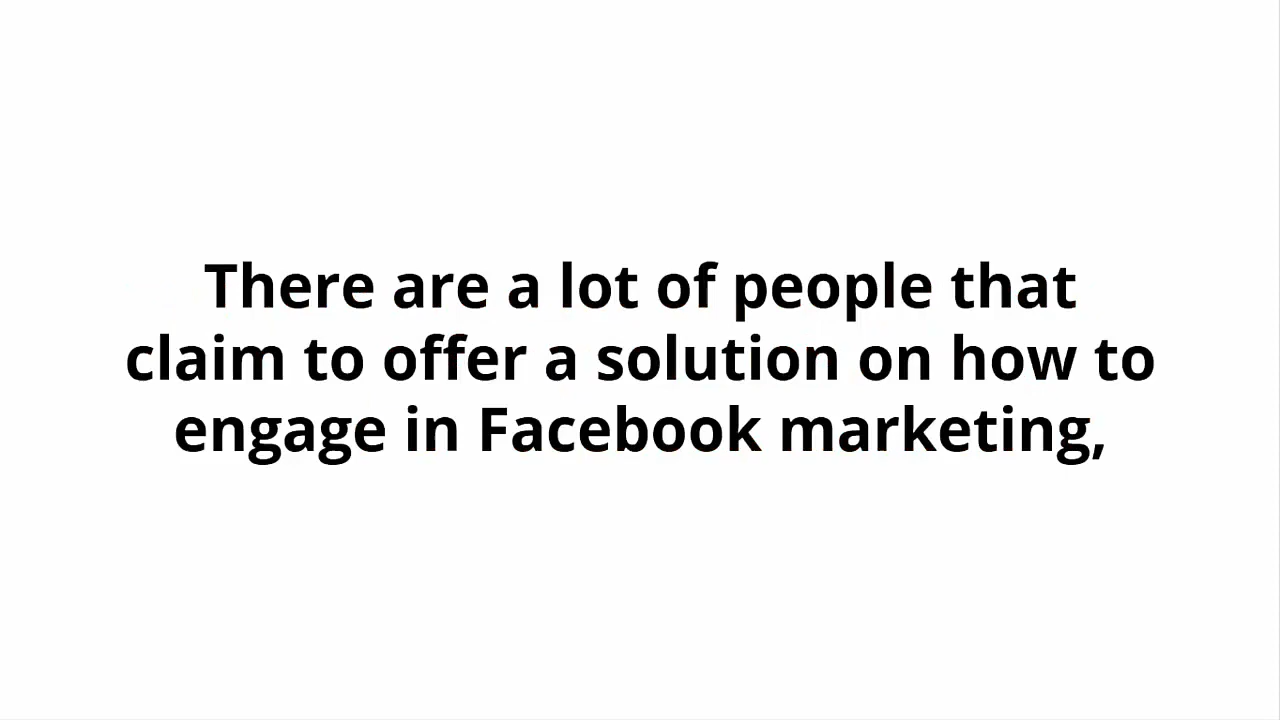 There are a lot of people that
claim to offer a solution on how to
engage in Facebook marketing,